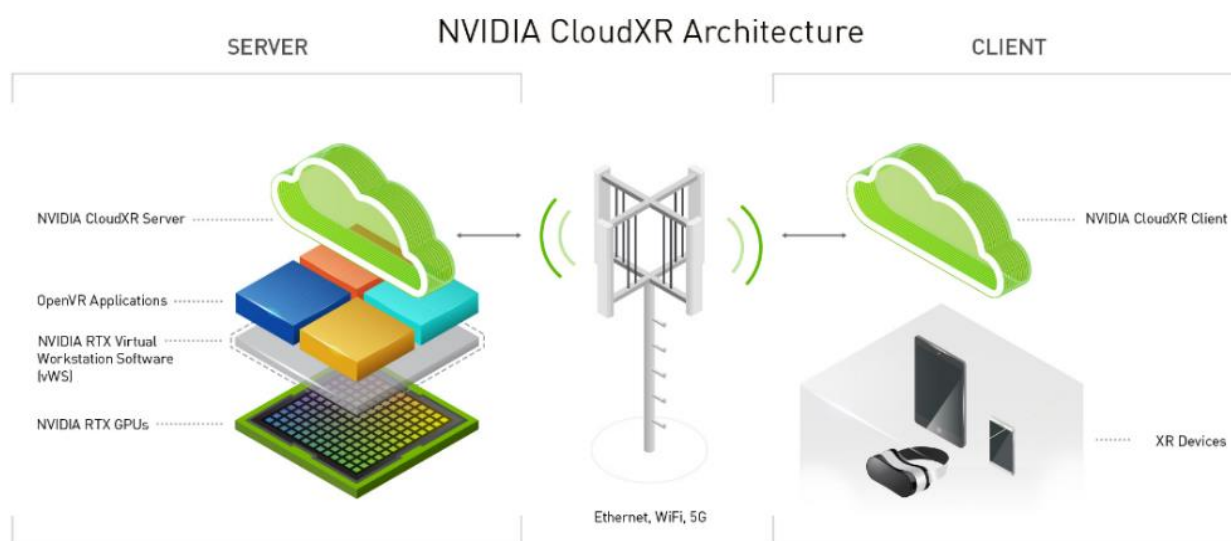 NVIDIA CloudXR Architecture
SERVER
CLIENT
NVIDIA CloudXR Server
OpenVR Applications
NVIDIA RTX Virtual
Workstation Software
(vWS)
NVIDIA RTX GPUs
Ethernet, WiFi, 5G
NVIDIA CloudXR Client
XR Devices